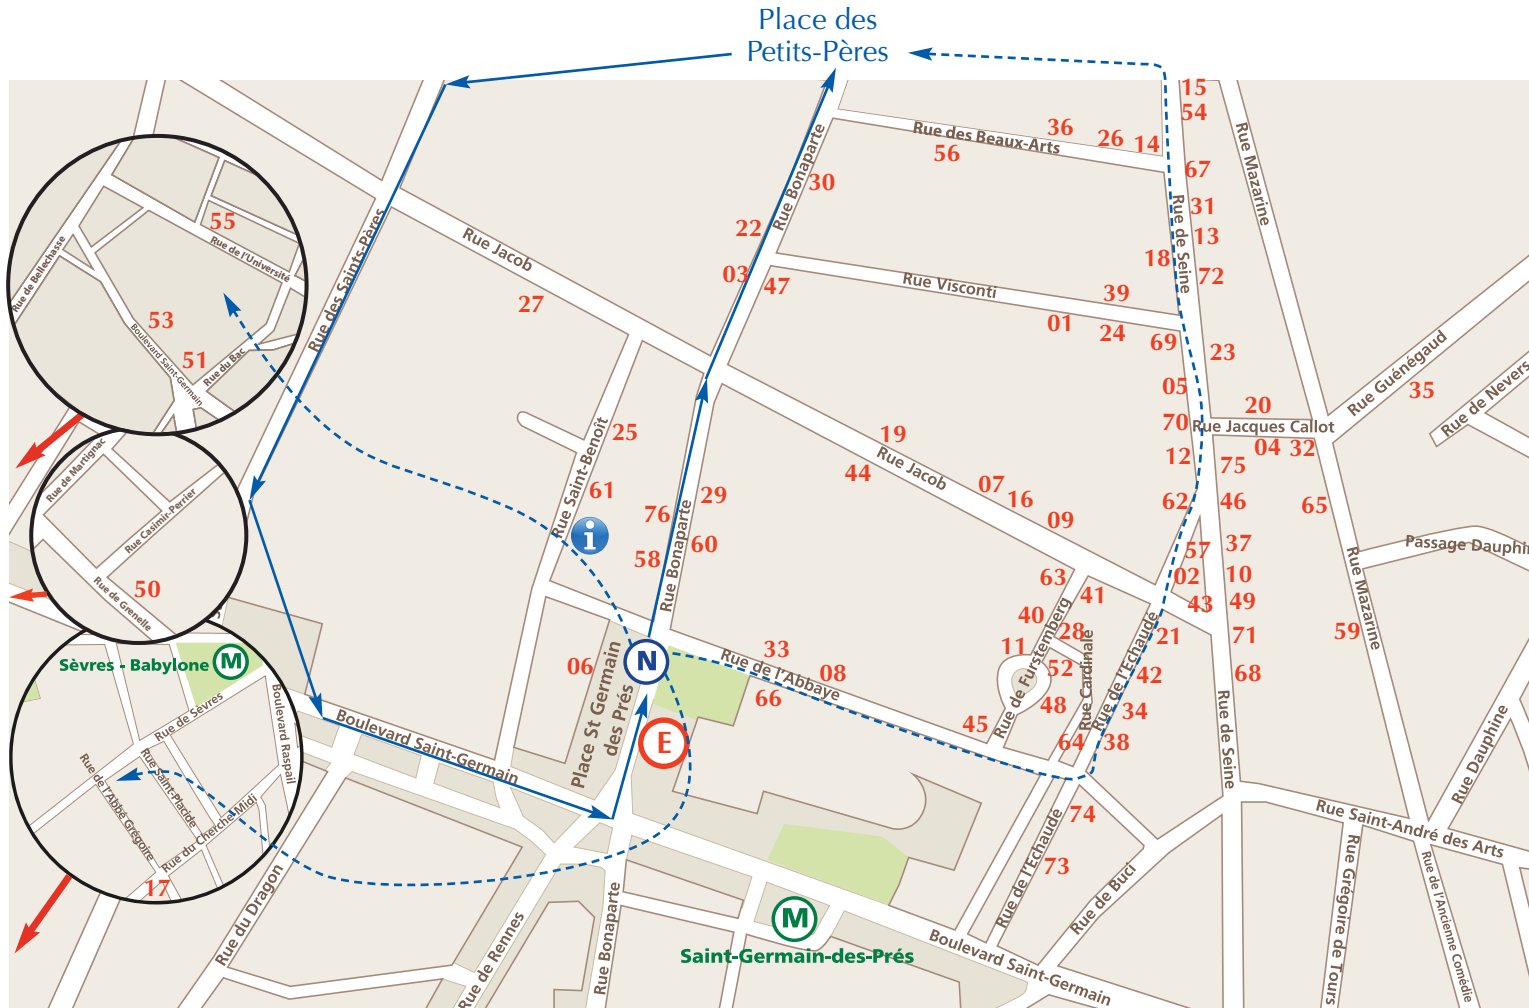 Place des
Petits-Pères
15
54
36
26
14
Rue des Beaux-Arts
56
67
Rue Mazarine
Rue Bonaparte
30
31
Rue de Seine
13
18
72
22
03
47
Rue Visconti
39
01
24
69
23
Rue Jacob
27
Rue des Saints-Pères
55
Rue de l'Université
Rue de Bellechasse
53
Boulevard Saint-Germain
51
Rue du Bac
05
20
70
Rue Jacques Callot
04
32
12
75
Rue Guénégaud
35
Rue de Nevers
25
Rue Saint-Benoît
61
19
Rue Jacob
44
07
16
09
62
46
65
76
29
58
60
Rue Bonaparte
i
57
37
02
10
43
49
Passage Dauphin
Rue Mazarine
59
Rue de Martignac
Rue Casimir-Perrier
50
Rue de Grenelle
s
63
41
40
28
11
52
48
Rue de Furstemberg
Rue Cardinale
Rue de l'Echaudé
21
71
42
68
34
38
64
45
Sèvres - Babylone
M
Rue de Sèvres
Boulevard Raspail
Rue Saint-Placide
Rue de l'Abbé Grégoire
Rue du Cherche-Midi
17
06
Place St Germain
des Prés
N
33
Rue de l'Abbaye
08
66
E
Boulevard Saint-Germain
Rue de Seine
Rue Dauphine
Rue Saint-André des Arts
74
73
Rue de l'Echaudé
Rue de Buci
Rue Grégoire de Tours
Rue de l'Ancienne Comédie
Rue du Dragon
Rue de Rennes
Rue Bonaparte
M
Saint-Germain-des-Prés
Boulevard Saint-Germain